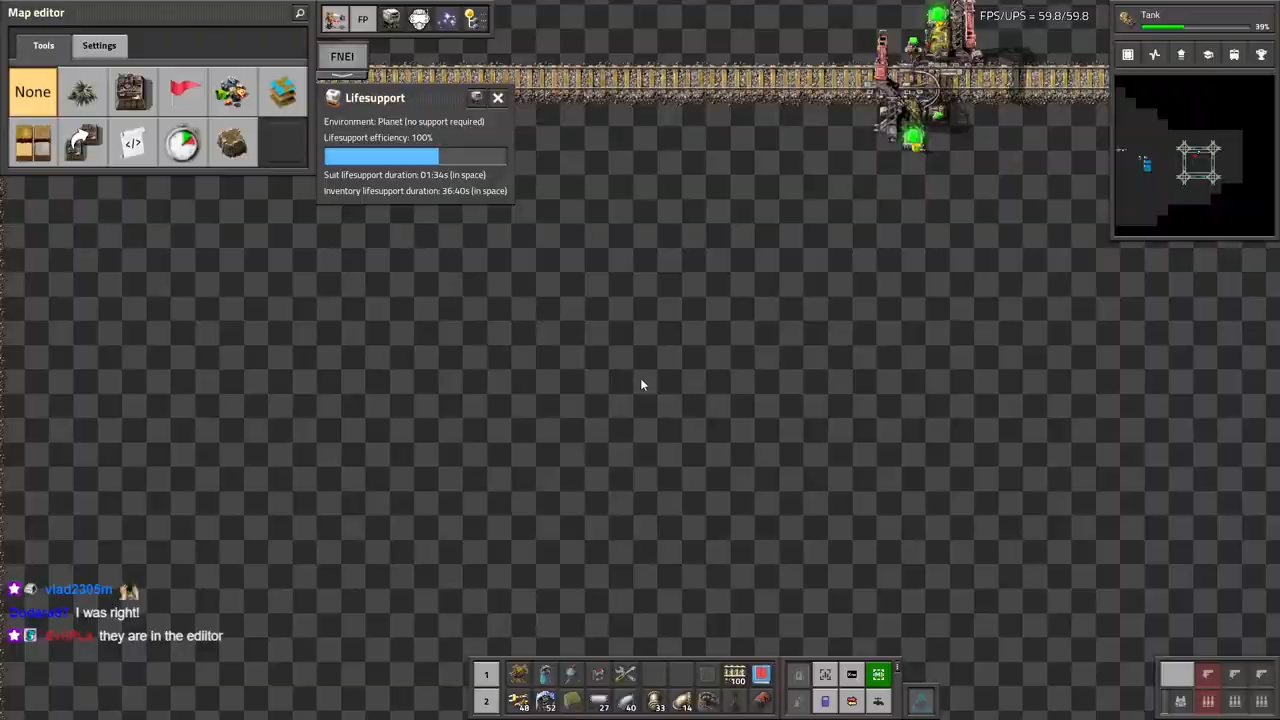 Map editor
FP
FPS/UPS = 59.8/59.8
Tank
39%
Tools
Settings
FNEI
None
Lifesupport
Environment: Planet (no support required)
Lifesupport efficiency: 100%
Suit lifesupport duration: 01:34s (in space)
Inventory lifesupport duration: 36:40s (in space)
vlad2305m
I was right!
they are in the ediitor
1
100
2
48
52
27
40
33
14